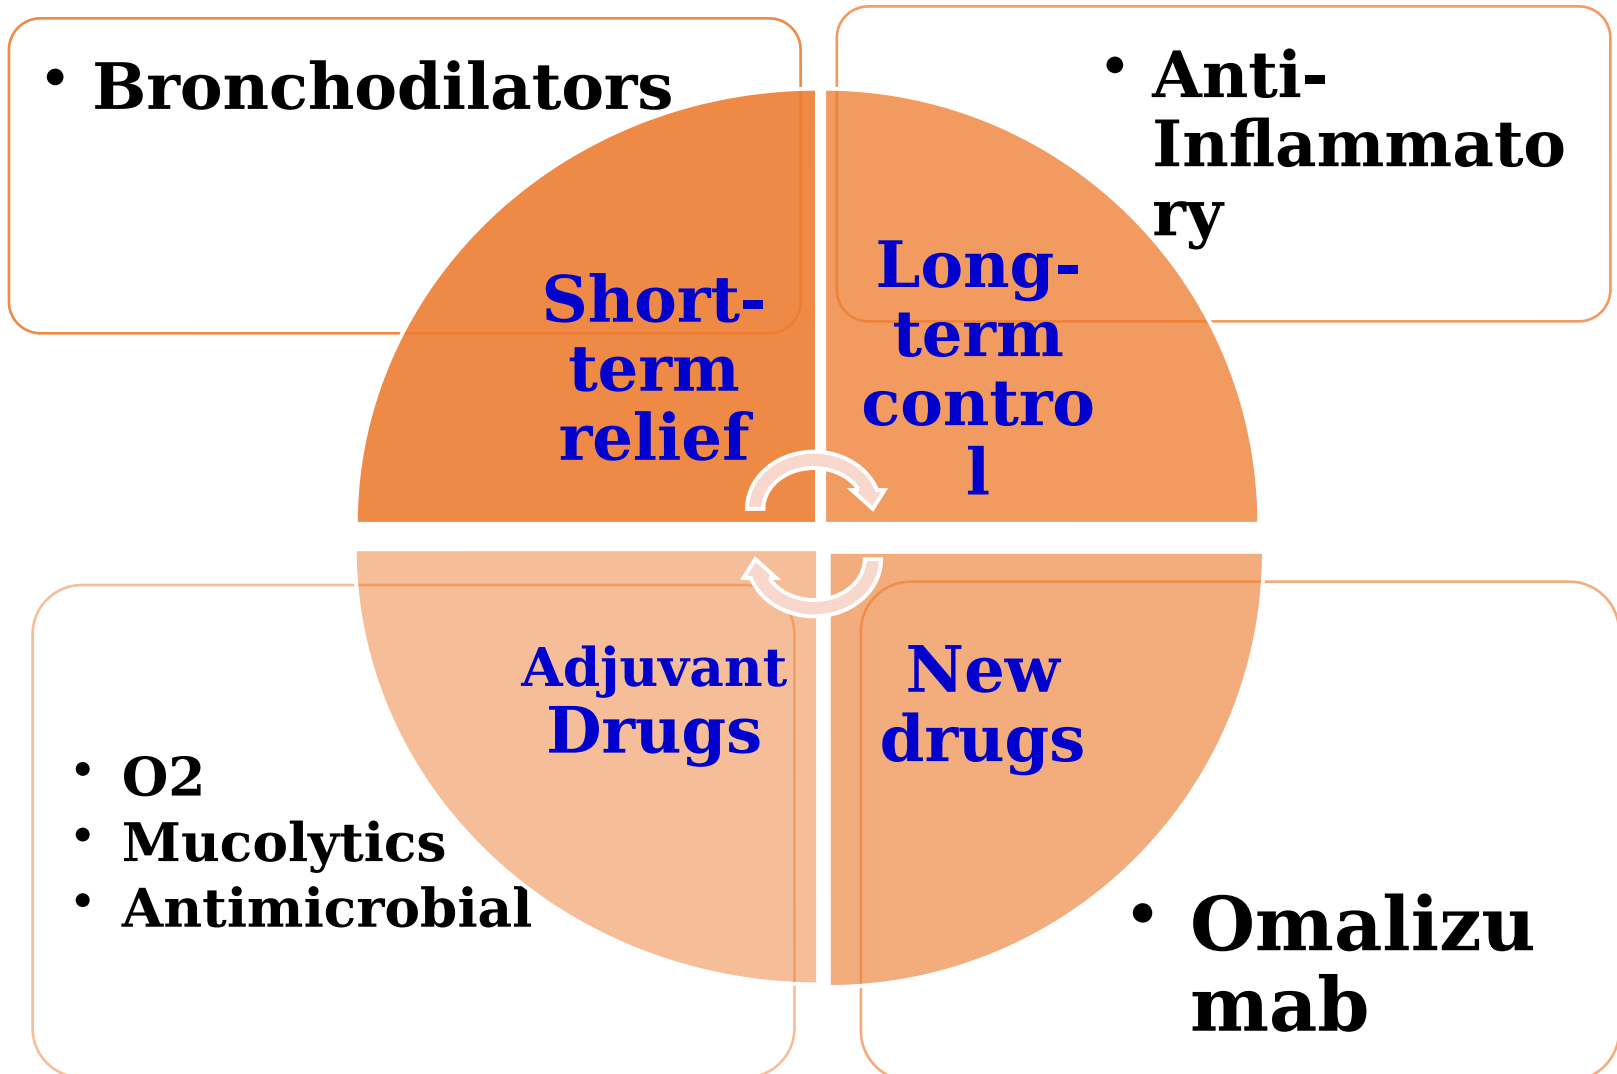 • Bronchodilators
• Anti-
Inflammato
ry
Short-
term
relief
Long-
term
contro
l
Adjuvant
Drugs
New
drugs
• O2
• Mucolytics
• Antimicrobial
• Omalizu
mab